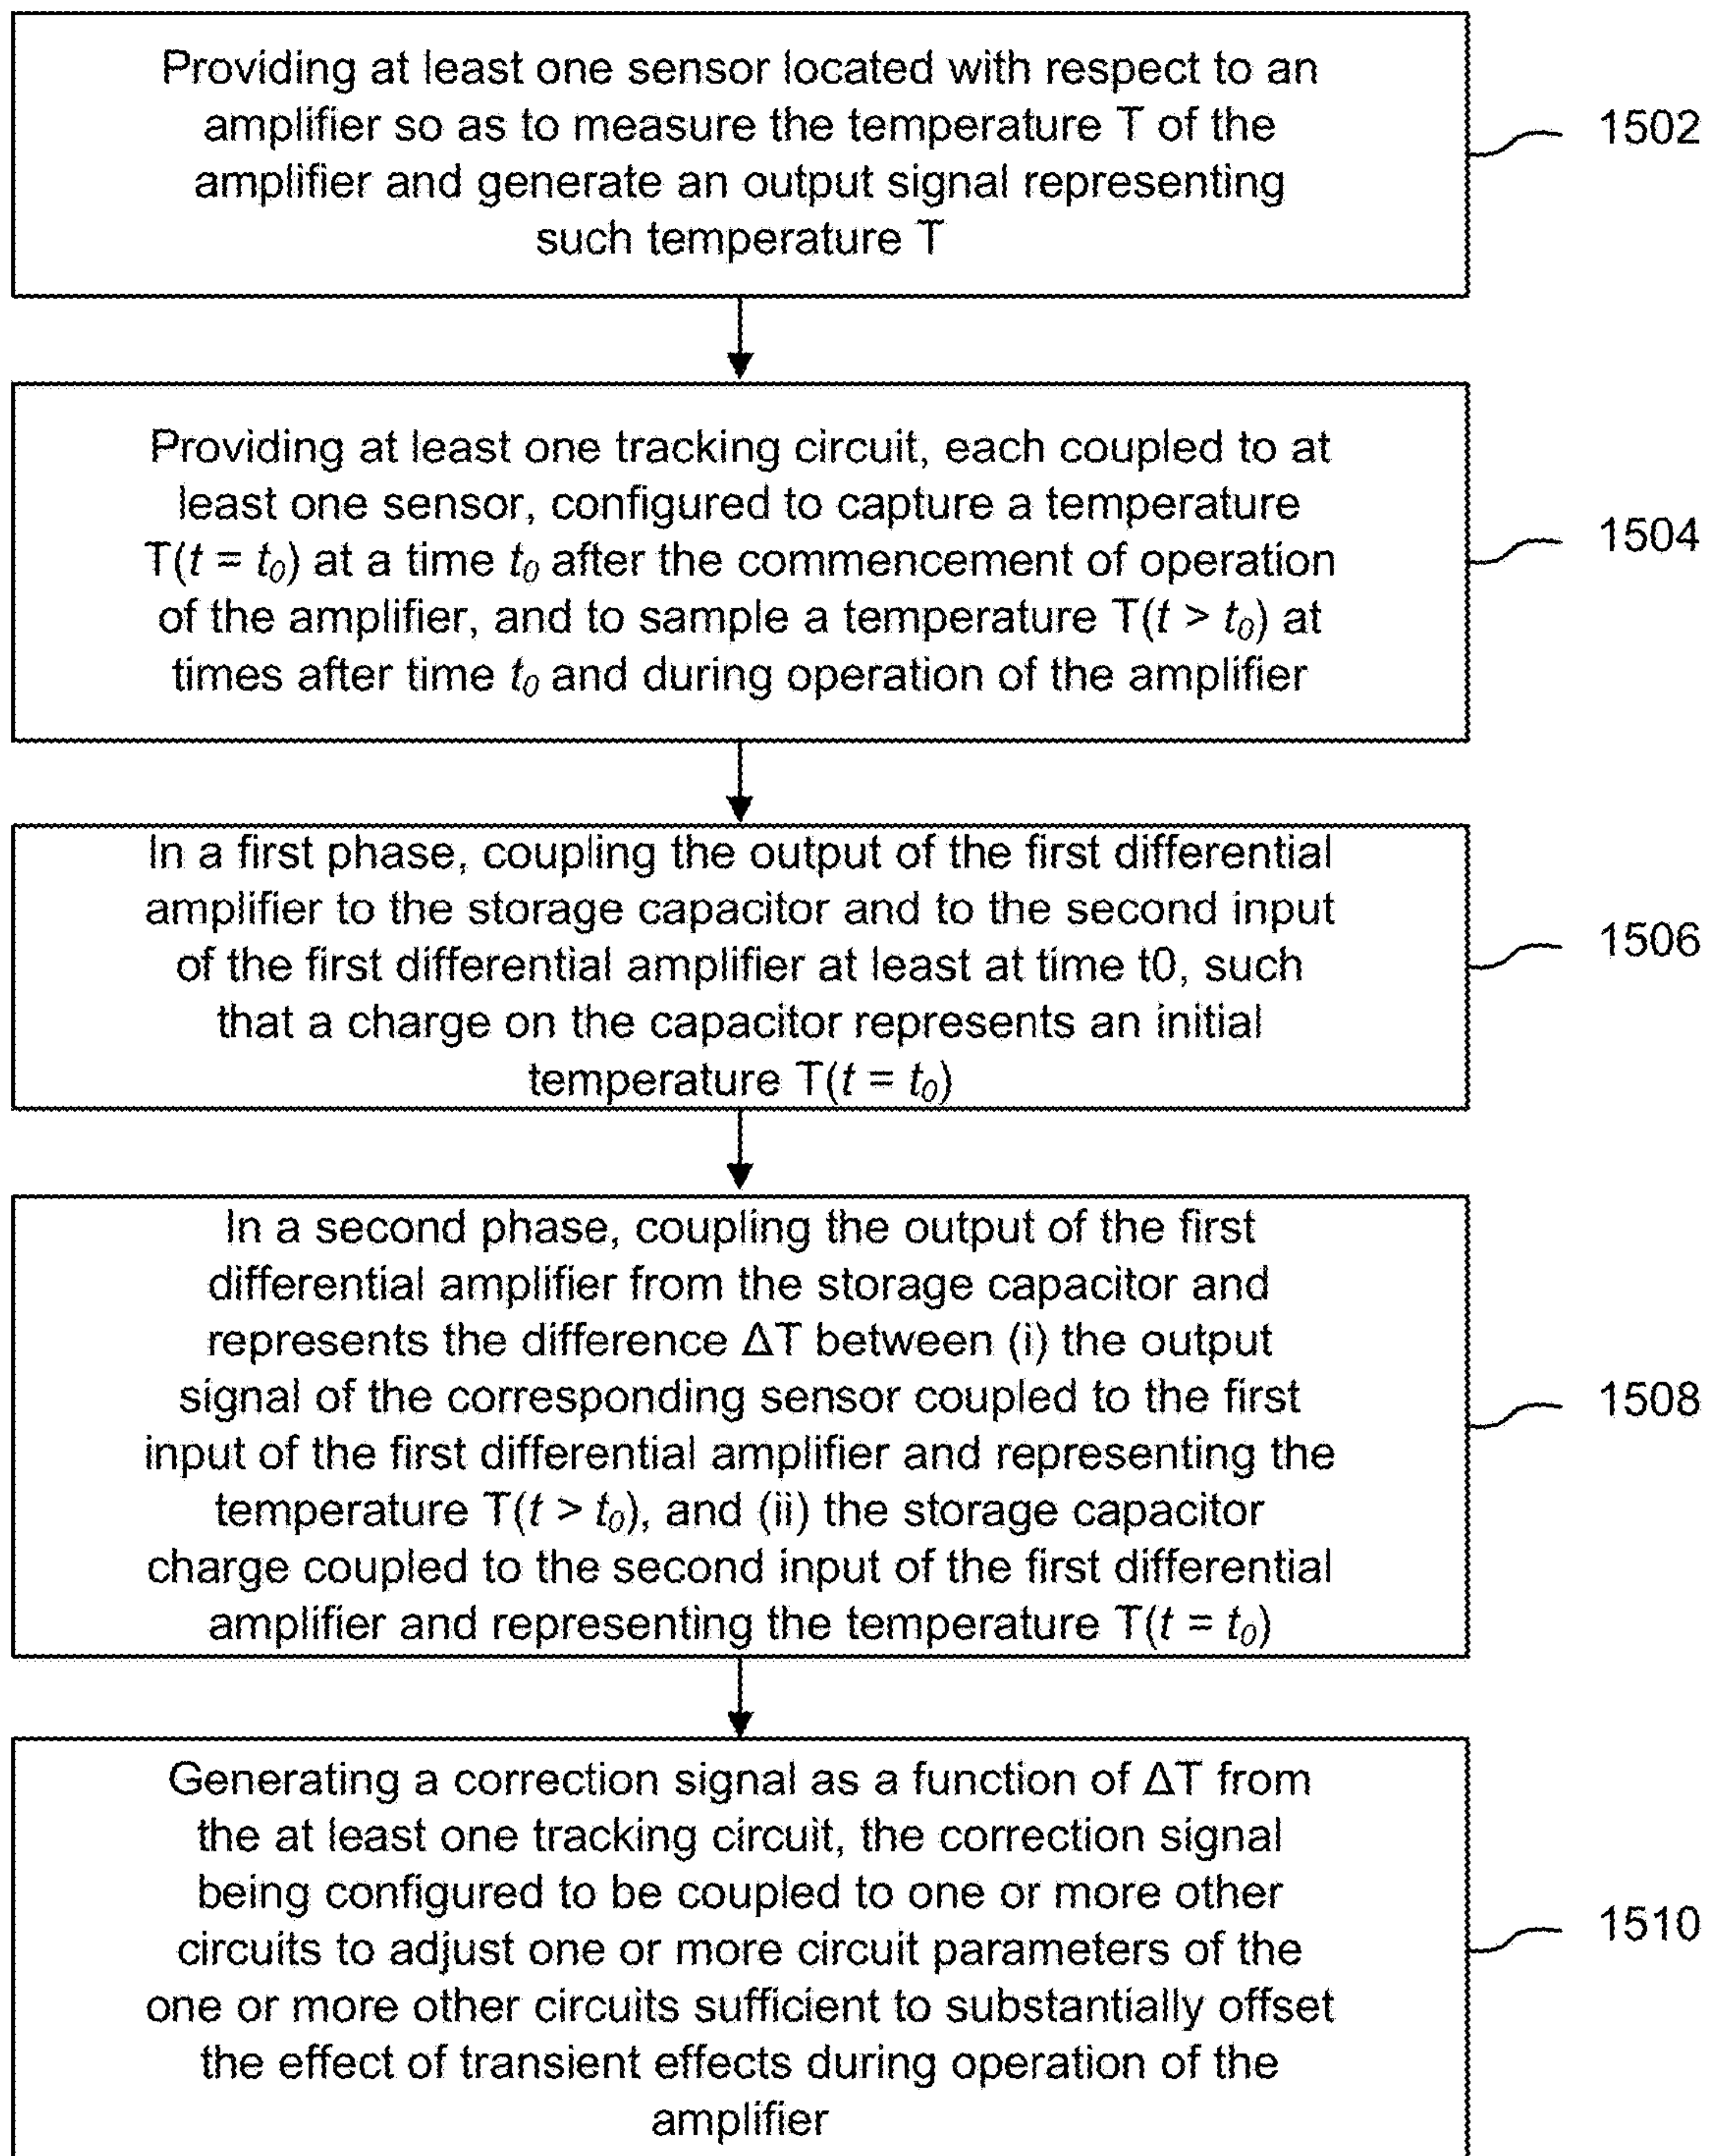 Providing at least one sensor located with respect to an
amplifier so as to measure the temperature T of the
amplifier and generate an output signal representing
such temperature T
1502
Providing at least one tracking circuit, each coupled to at
least one sensor, configured to capture a temperature
T(t = t₀) at a time t₀ after the commencement of operation
of the amplifier, and to sample a temperature T(t > t₀) at
times after time t₀ and during operation of the amplifier
1504
In a first phase, coupling the output of the first differential
amplifier to the storage capacitor and to the second input
of the first differential amplifier at least at time t0, such
that a charge on the capacitor represents an initial
temperature T(t = t₀)
1506
In a second phase, coupling the output of the first
differential amplifier from the storage capacitor and
represents the difference ΔT between (i) the output
signal of the corresponding sensor coupled to the first
input of the first differential amplifier and representing the
temperature T(t > t₀), and (ii) the storage capacitor
charge coupled to the second input of the first differential
amplifier and representing the temperature T(t = t₀)
1508
Generating a correction signal as a function of ΔT from
the at least one tracking circuit, the correction signal
being configured to be coupled to one or more other
circuits to adjust one or more circuit parameters of the
one or more other circuits sufficient to substantially offset
the effect of transient effects during operation of the
amplifier
1510